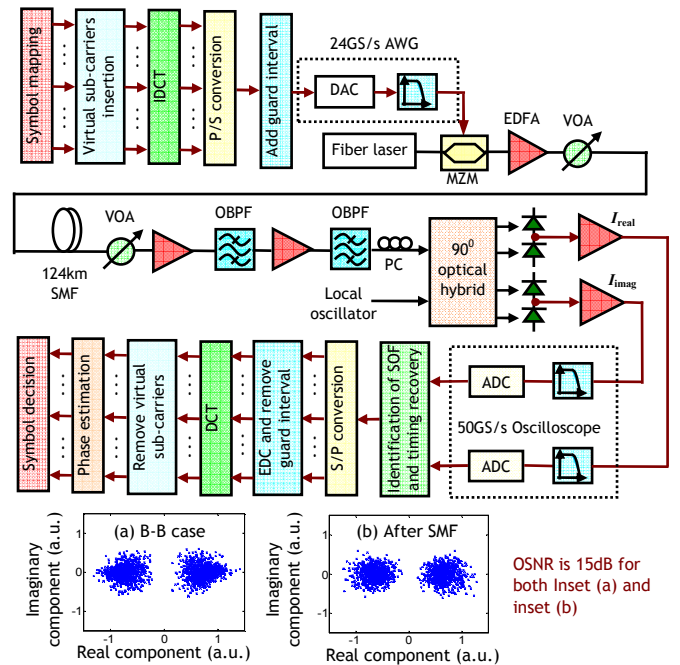 Symbol mapping
Virtual sub-carriers
insertion
IDCT
P/S conversion
Add guard interval
24GS/s AWG
DAC
Fiber laser
MZM
EDFA
VOA
124km
SMF
VOA
OBPF
OBPF
PC
Local
oscillator
90⁰
optical
hybrid
I_real
I_imag
Symbol decision
Phase estimation
Remove virtual
sub-carriers
DCT
EDC and remove
guard interval
S/P conversion
Identification of SOF
and timing recovery
ADC
50GS/s Oscilloscope
ADC
(a) B-B case
Imaginary
component (a.u.)
1
0
-1
-1 0 1
Real component (a.u.)
(b) After SMF
Imaginary
component (a.u.)
1
0
-1
-1 0 1
Real component (a.u.)
OSNR is 15dB for
both Inset (a) and
inset (b)